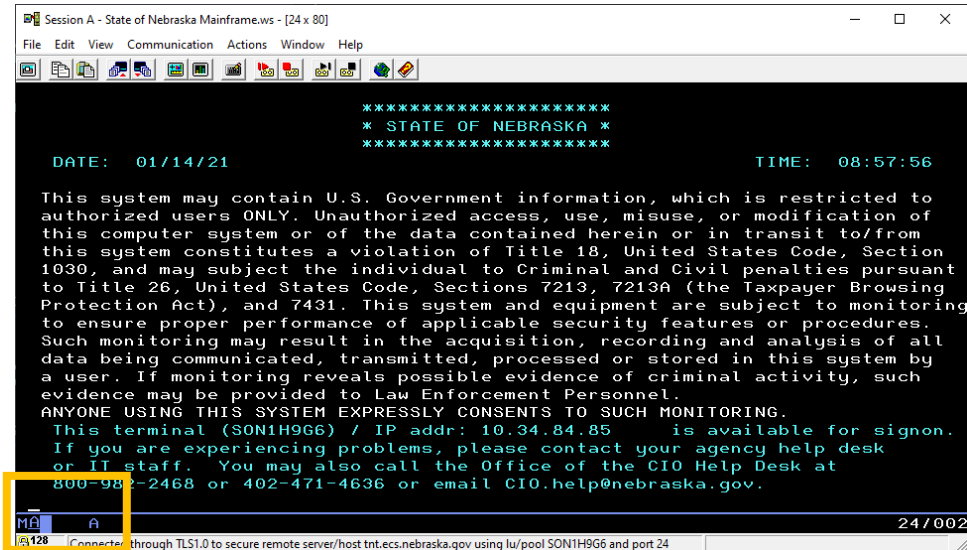 Session A - State of Nebraska Mainframe.ws - [24 x 80]
File Edit View Communication Actions Window Help
*********************
* STATE OF NEBRASKA *
*********************
DATE: 01/14/21 TIME: 08:57:56
This system may contain U.S. Government information, which is restricted to
authorized users ONLY. Unauthorized access, use, misuse, or modification of
this computer system or of the data contained herein or in transit to/from
this system constitutes a violation of Title 18, United States Code, Section
1030, and may subject the individual to Criminal and Civil penalties pursuant
to Title 26, United States Code, Sections 7213, 7213A (the Taxpayer Browsing
Protection Act), and 7431. This system and equipment are subject to monitoring
to ensure proper performance of applicable security features or procedures.
Such monitoring may result in the acquisition, recording and analysis of all
data being communicated, transmitted, processed or stored in this system by
a user. If monitoring reveals possible evidence of criminal activity, such
evidence may be provided to Law Enforcement Personnel.
ANYONE USING THIS SYSTEM EXPRESSLY CONSENTS TO SUCH MONITORING.
This terminal (SON1H9G6) / IP addr: 10.34.84.85 is available for signon.
If you are experiencing problems, please contact your agency help desk
or IT staff. You may also call the Office of the CIO Help Desk at
800-982-2468 or 402-471-4636 or email CIO.help@nebraska.gov.
MA A 24/002
128 Connected through TLS1.0 to secure remote server/host tnt.ecs.nebraska.gov using lu/pool SON1H9G6 and port 24